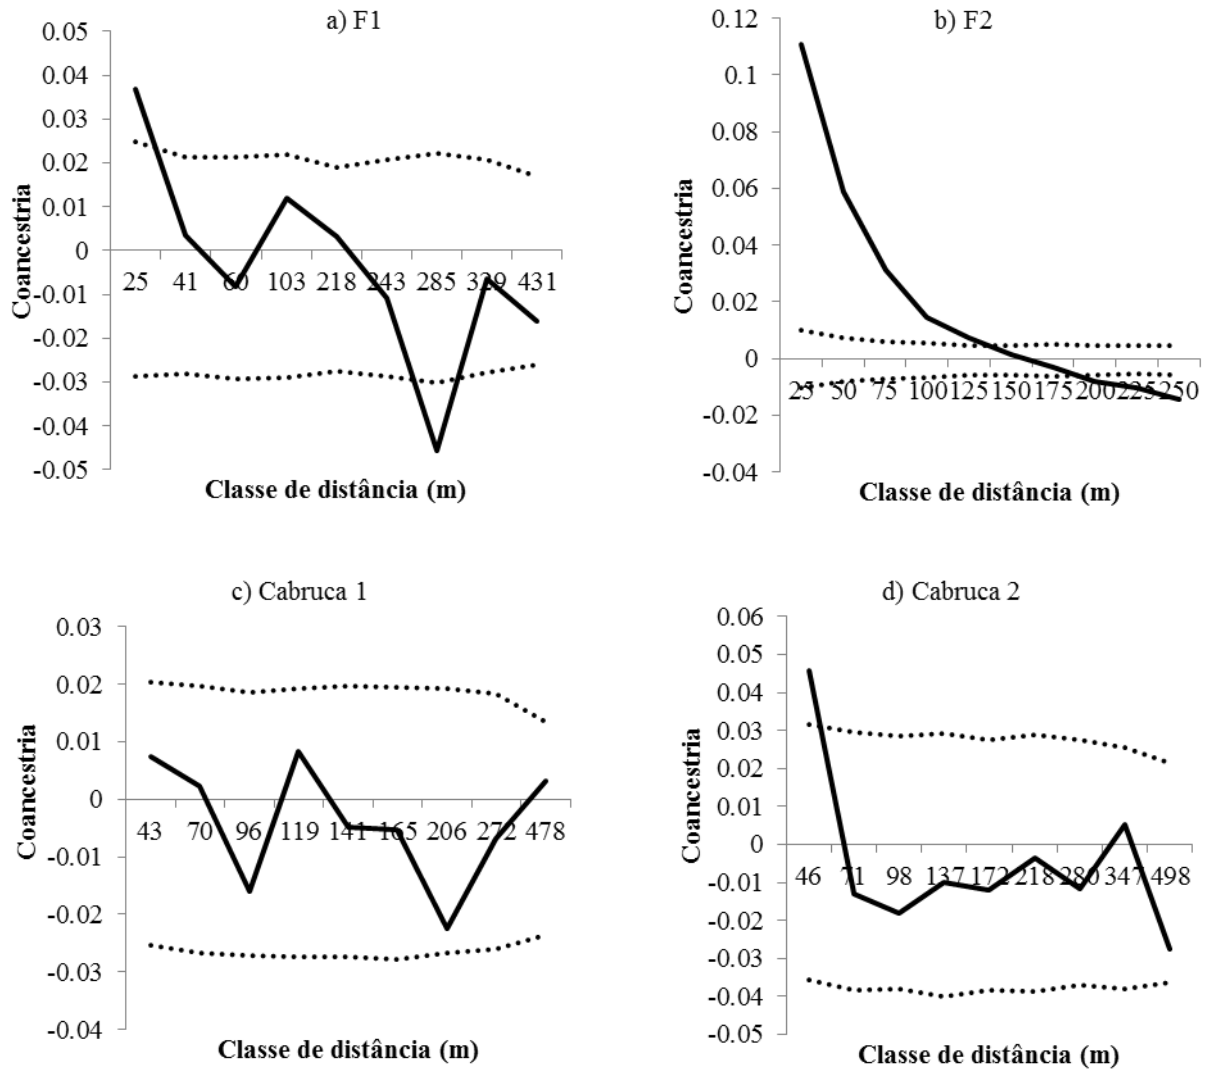 a) F1
0.05
0.04
0.03
0.02
0.01
0
-0.01
-0.02
-0.03
-0.04
-0.05
Coancestria
25 41 60 103 218 243 285 339 431
Classe de distância (m)
b) F2
0.12
0.1
0.08
0.06
0.04
0.02
0
-0.02
-0.04
Coancestria
25 50 75 100 125 150 175 200 225 250
Classe de distância (m)
c) Cabruca 1
0.03
0.02
0.01
0
-0.01
-0.02
-0.03
-0.04
Coancestria
43 70 96 119 141 165 206 272 478
Classe de distância (m)
d) Cabruca 2
0.06
0.05
0.04
0.03
0.02
0.01
0
-0.01
-0.02
-0.03
-0.04
-0.05
Coancestria
46 71 98 137 172 218 280 347 498
Classe de distância (m)